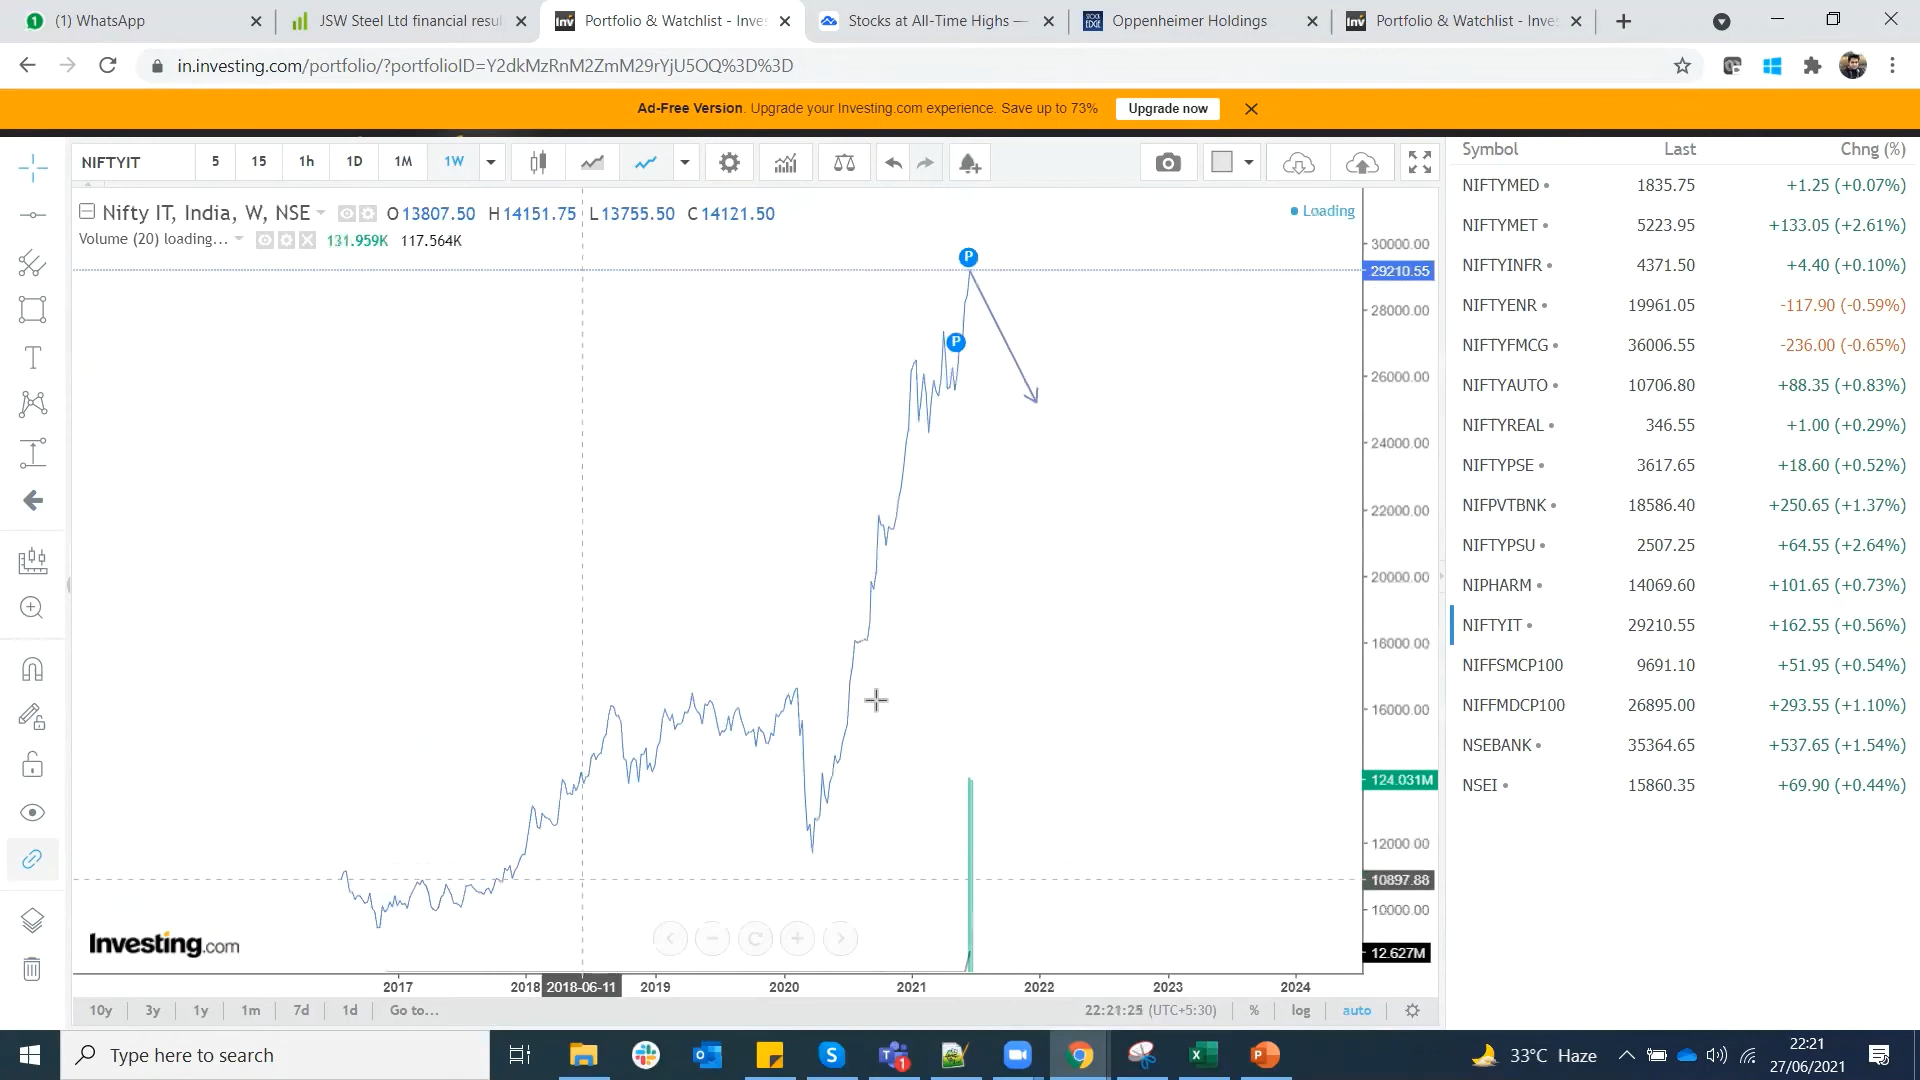 (1) WhatsApp
JSW Steel Ltd financial resul
Portfolio & Watchlist - Inves
Stocks at All-Time Highs —
Oppenheimer Holdings
Portfolio & Watchlist - Inves
in.investing.com/portfolio/?portfolioID=Y2dkMzRnM2ZmM29rYjU5OQ%3D%3D
Ad-Free Version. Upgrade your Investing.com experience. Save up to 73% Upgrade now
NIFTYIT 5 15 1h 1D 1M 1W
Nifty IT, India, W, NSE O13807.50 H14151.75 L13755.50 C14121.50
Loading
Volume (20) loading... 131.959K 117.564K
P
P
30000.00
29210.55
28000.00
26000.00
24000.00
22000.00
20000.00
18000.00
16000.00
124.031M
12000.00
10897.88
10000.00
12.627M
Investing.com
2017 2018 2018-06-11 2019 2020 2021 2022 2023 2024
10y 3y 1y 1m 7d 1d Go to... 22:21:25 (UTC+5:30) % log auto
Symbol Last Chng (%)
NIFTYMED 1835.75 +1.25 (+0.07%)
NIFTYMET 5223.95 +133.05 (+2.61%)
NIFTYINFR 4371.50 +4.40 (+0.10%)
NIFTYENR 19961.05 -117.90 (-0.59%)
NIFTYFMCG 36006.55 -236.00 (-0.65%)
NIFTYAUTO 10706.80 +88.35 (+0.83%)
NIFTYREAL 346.55 +1.00 (+0.29%)
NIFTYPSE 3617.65 +18.60 (+0.52%)
NIFPVTBNK 18586.40 +250.65 (+1.37%)
NIFTYPSU 2507.25 +64.55 (+2.64%)
NIPHARM 14069.60 +101.65 (+0.73%)
NIFTYIT 29210.55 +162.55 (+0.56%)
NIFFSMCP100 9691.10 +51.95 (+0.54%)
NIFFMDCP100 26895.00 +293.55 (+1.10%)
NSEBANK 35364.65 +537.65 (+1.54%)
NSEI 15860.35 +69.90 (+0.44%)
Type here to search
33°C Haze
22:21
27/06/2021